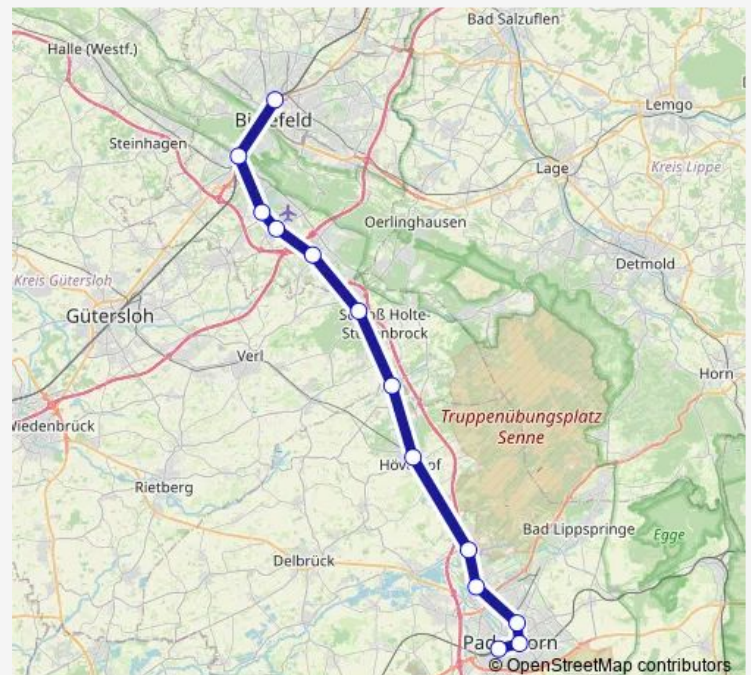 Bad Salzuflen
Halle (Westf.)
Lemgo
Steinhagen
Kreis Lippe
Lage
Oerlinghausen
Detmold
Kreis Gütersloh
Gütersloh
Verl
Horn
Truppenübungsplatz
Senne
Rietberg
Bad Lippspringe
Egge
Delbrück
© OpenStreetMap contributors